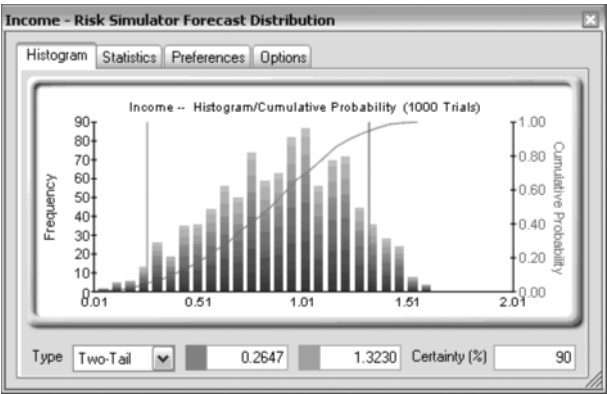 Income - Risk Simulator Forecast Distribution
Histogram Statistics Preferences Options
Income -- Histogram/Cumulative Probability (1000 Trials)
Frequency
90
80
70
60
50
40
30
20
10
0
0.01 0.51 1.01 1.51 2.01
1.00
0.80
0.60
0.40
0.20
0.00
Cumulative Probability
Type Two-Tail 0.2647 1.3230 Certainty (%) 90